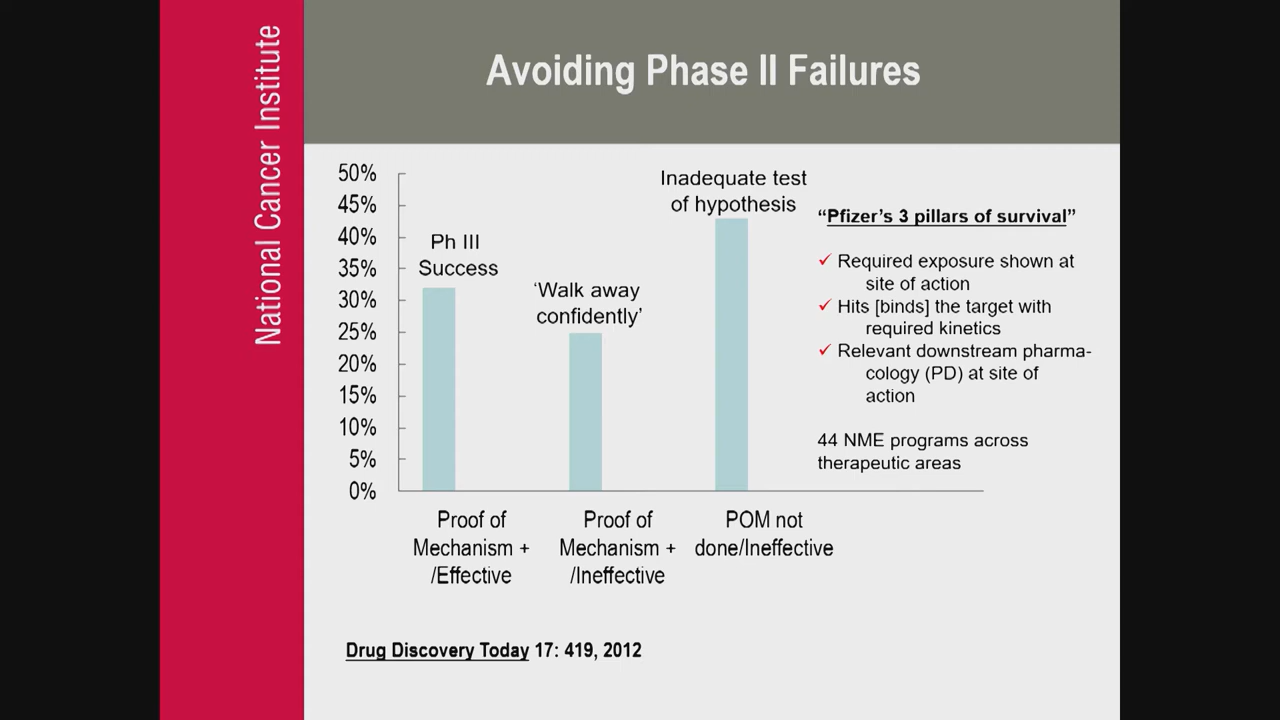 National Cancer Institute
Avoiding Phase II Failures
50%
45%
40%
35%
30%
25%
20%
15%
10%
5%
0%
Ph III
Success
‘Walk away
confidently’
Inadequate test
of hypothesis
Proof of
Mechanism +
/Effective
Proof of
Mechanism +
/Ineffective
POM not
done/Ineffective
“Pfizer’s 3 pillars of survival”
✓ Required exposure shown at
site of action
✓ Hits [binds] the target with
required kinetics
✓ Relevant downstream pharma-
cology (PD) at site of
action
44 NME programs across
therapeutic areas
Drug Discovery Today 17: 419, 2012